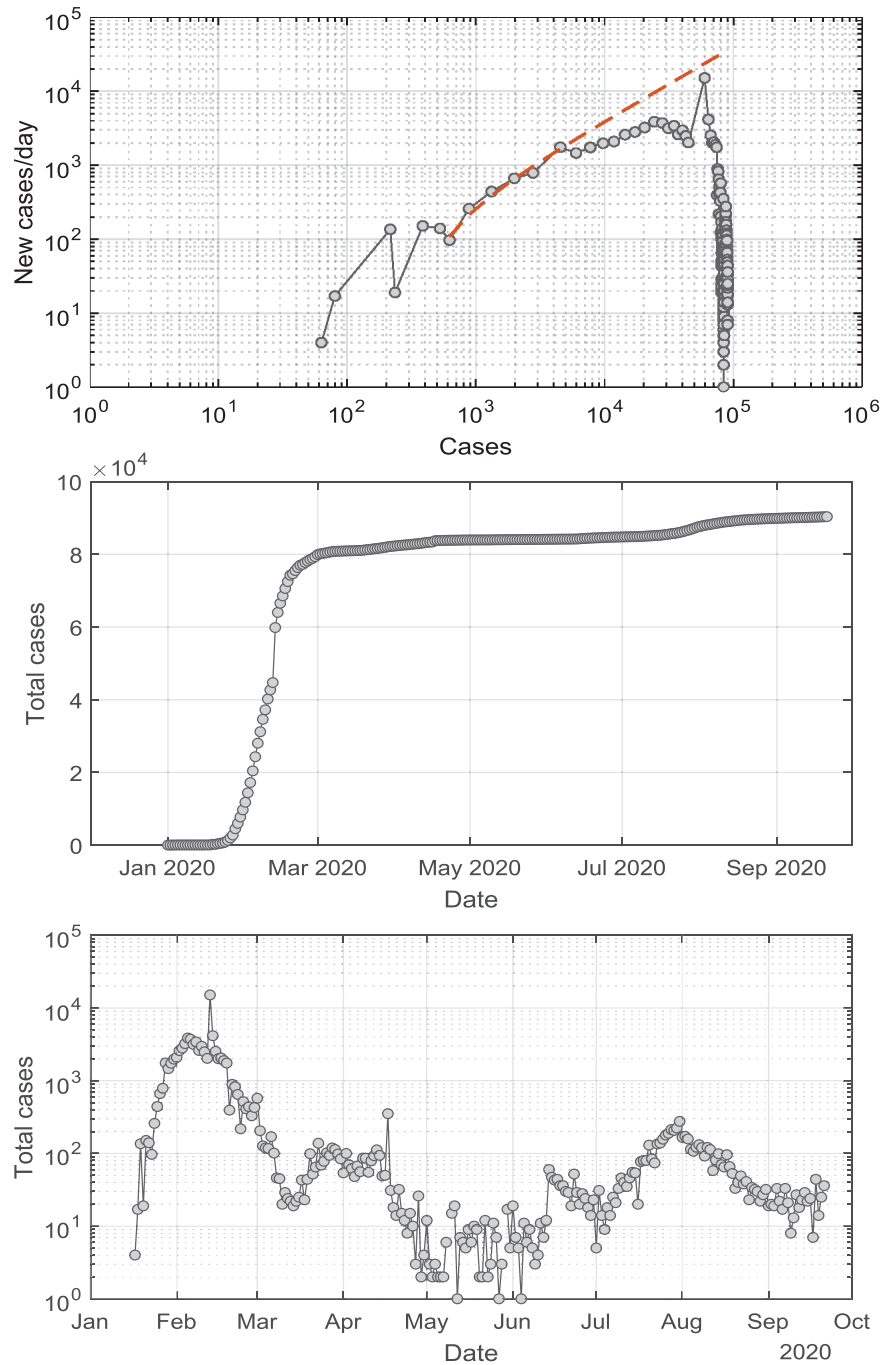 10^5
10^4
10^3
10^2
10^1
10^0
New cases/day
10^0 10^1 10^2 10^3 10^4 10^5 10^6
Cases
×10^4
10
8
6
4
2
0
Total cases
Jan 2020 Mar 2020 May 2020 Jul 2020 Sep 2020
Date
10^5
10^4
10^3
10^2
10^1
10^0
Total cases
Jan Feb Mar Apr May Jun Jul Aug Sep Oct
Date 2020